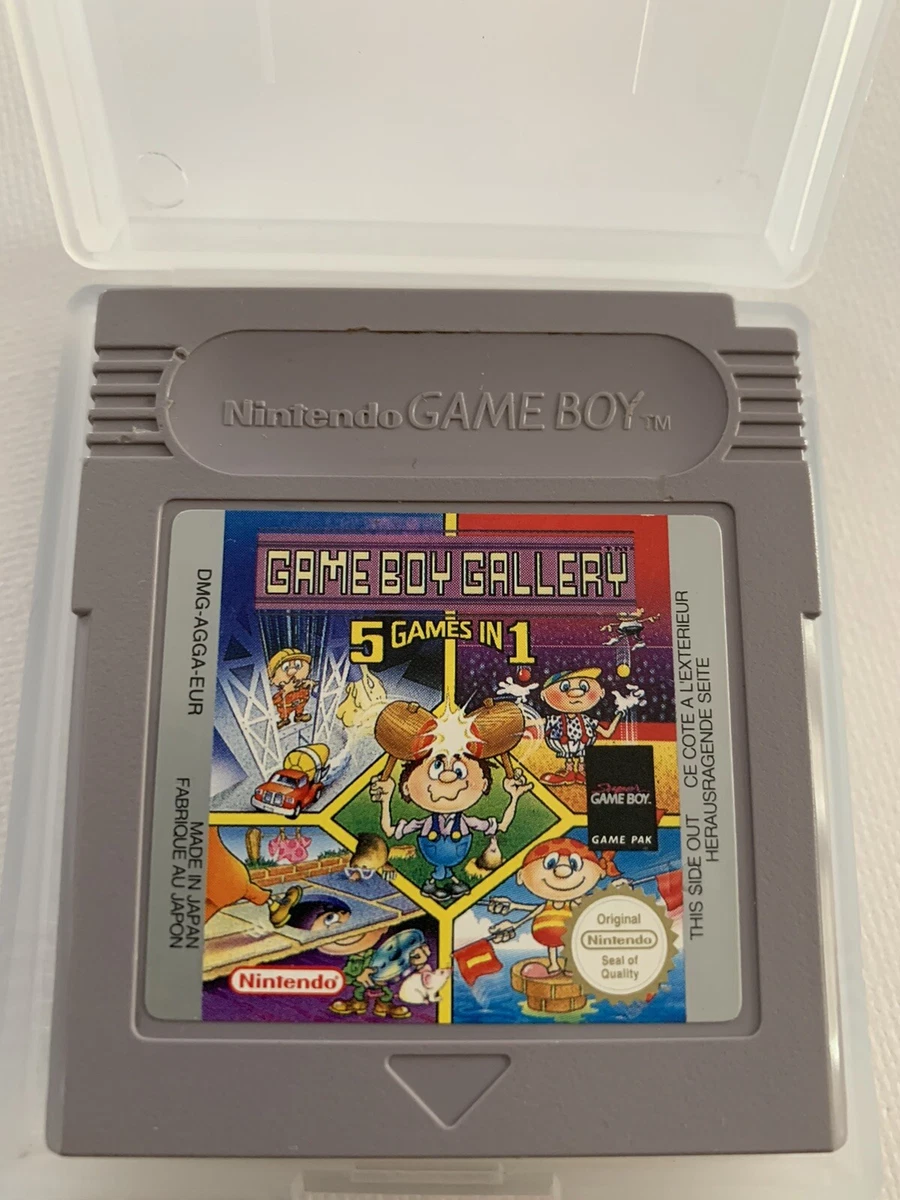 Nintendo GAME BOY TM
GAME BOY GALLERY TM
5 GAMES IN 1
DMG-AGGA-EUR
MADE IN JAPAN
FABRIQUE AU JAPON
Super
GAME BOY
GAME PAK
THIS SIDE OUT CE COTE A L'EXTERIEUR
HERAUSRAGENDE SEITE
Nintendo®
Original
Nintendo
Seal of
Quality